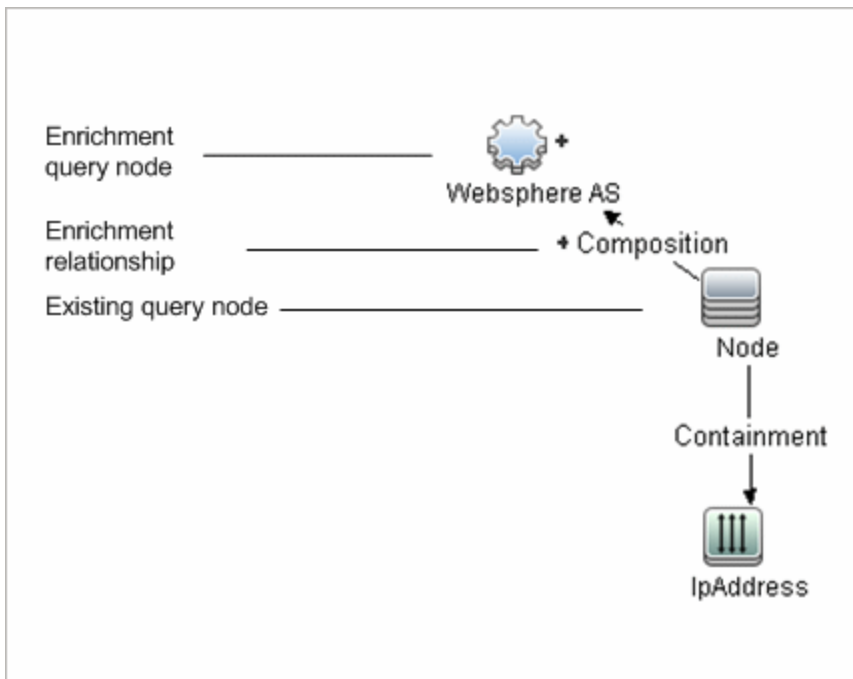 Enrichment
query node
+
Websphere AS
Enrichment
relationship
+ Composition
Existing query node
Node
Containment
IpAddress